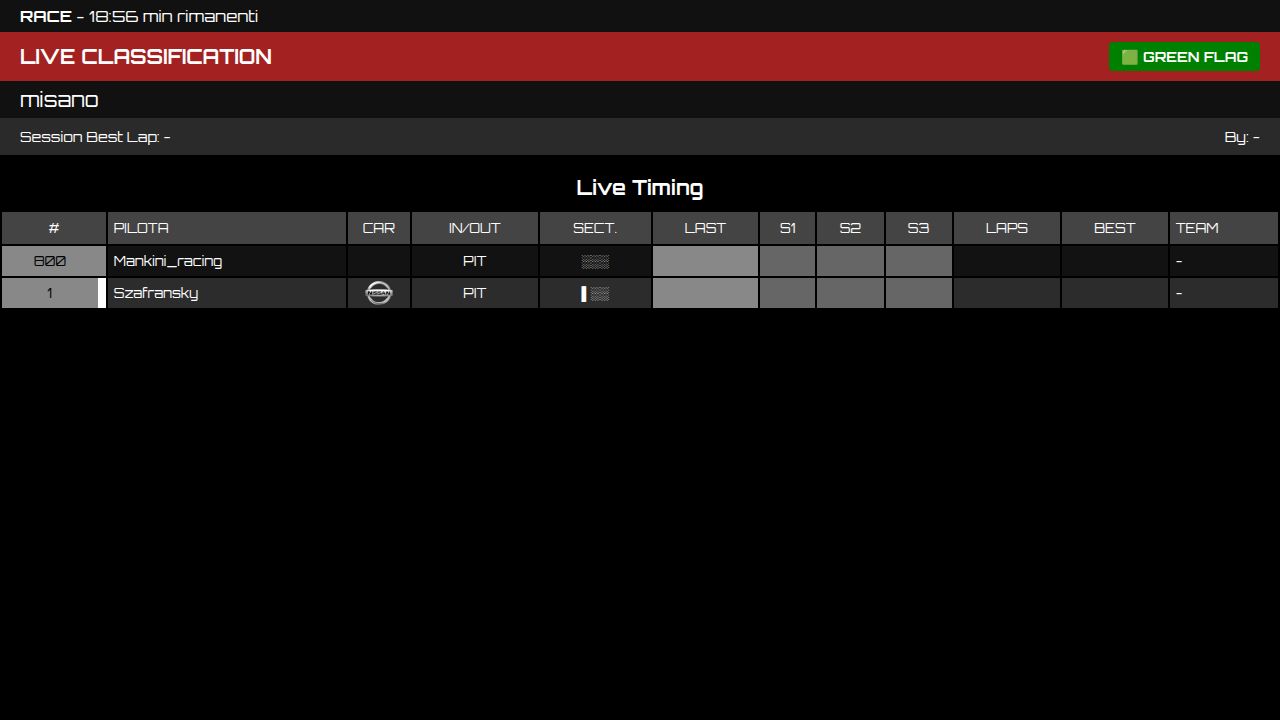 RACE - 18:56 min rimanenti
LIVE CLASSIFICATION
GREEN FLAG
misano
Session Best Lap: -
By: -
Live Timing
# PILOTA CAR IN/OUT SECT. LAST S1 S2 S3 LAPS BEST TEAM
800 Mankini_racing PIT ░░░ -
1 Szafransky NISSAN PIT ▌░░ -